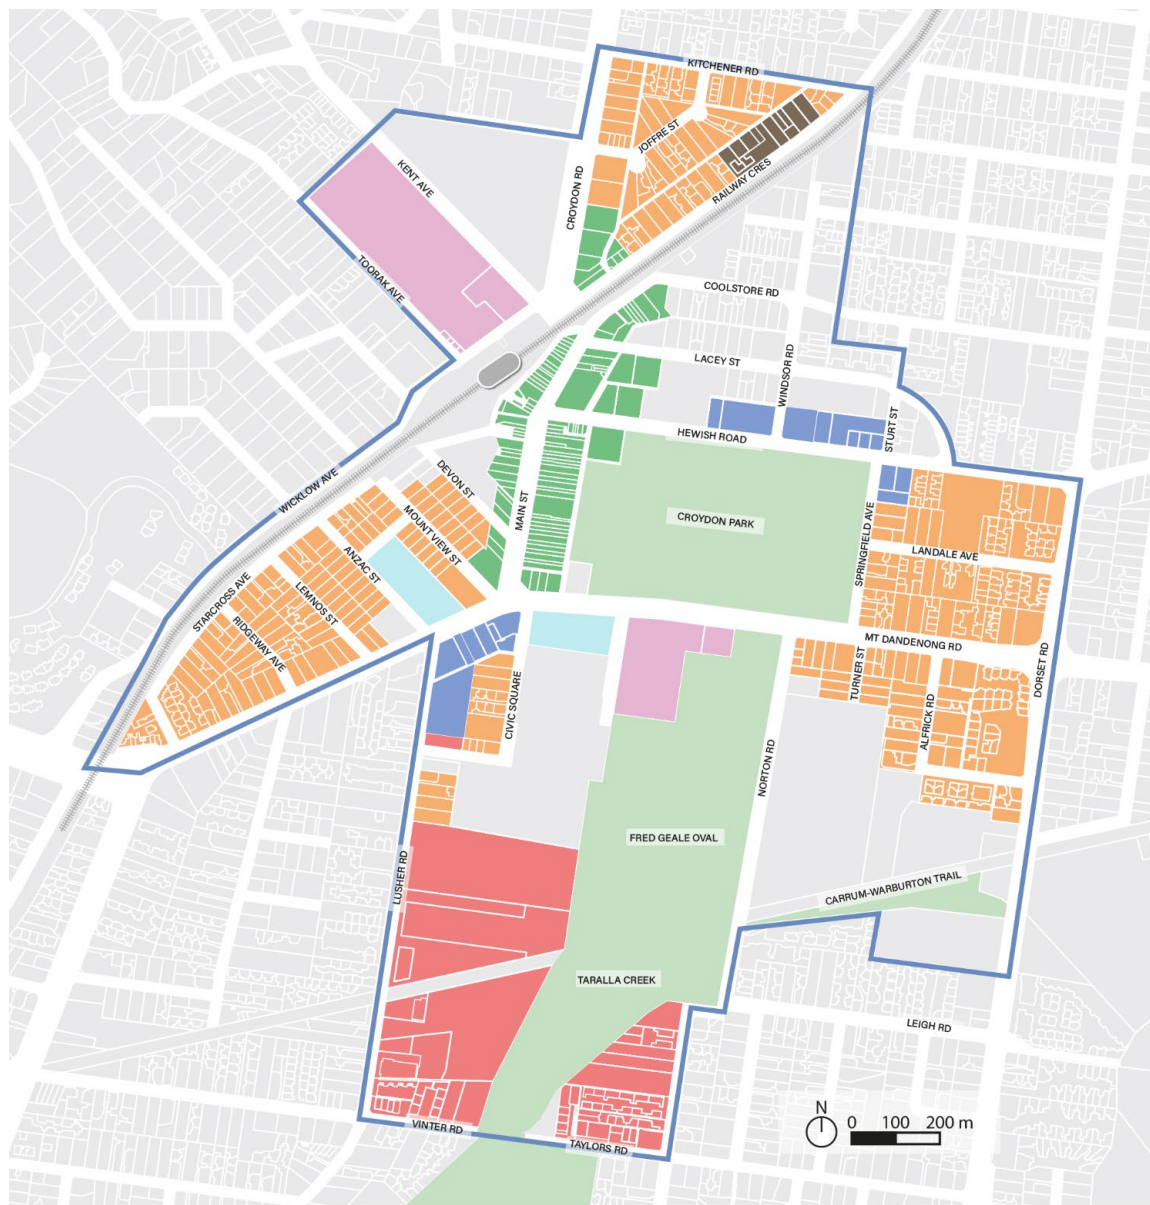 KITCHENER RD
JOFFRE ST
KENT AVE
RAILWAY CRES
CROYDON RD
TOORAK AVE
COOLSTORE RD
LACEY ST
WINDSOR RD
STURT ST
HEWISH ROAD
DEVON ST
WICKLOW AVE
MAIN ST
CROYDON PARK
MOUNT VIEW ST
SPRINGFIELD AVE
LANDALE AVE
ANZAC ST
STARCROSS AVE
LEMNOS ST
RIDGEWAY AVE
MT DANDENONG RD
TURNER ST
DORSET RD
CIVIC SQUARE
ALFRICK RD
NORTON RD
FRED GEALE OVAL
LUSHER RD
CARRUM-WARBURTON TRAIL
TARALLA CREEK
LEIGH RD
N
0 100 200 m
VINTER RD
TAYLORS RD